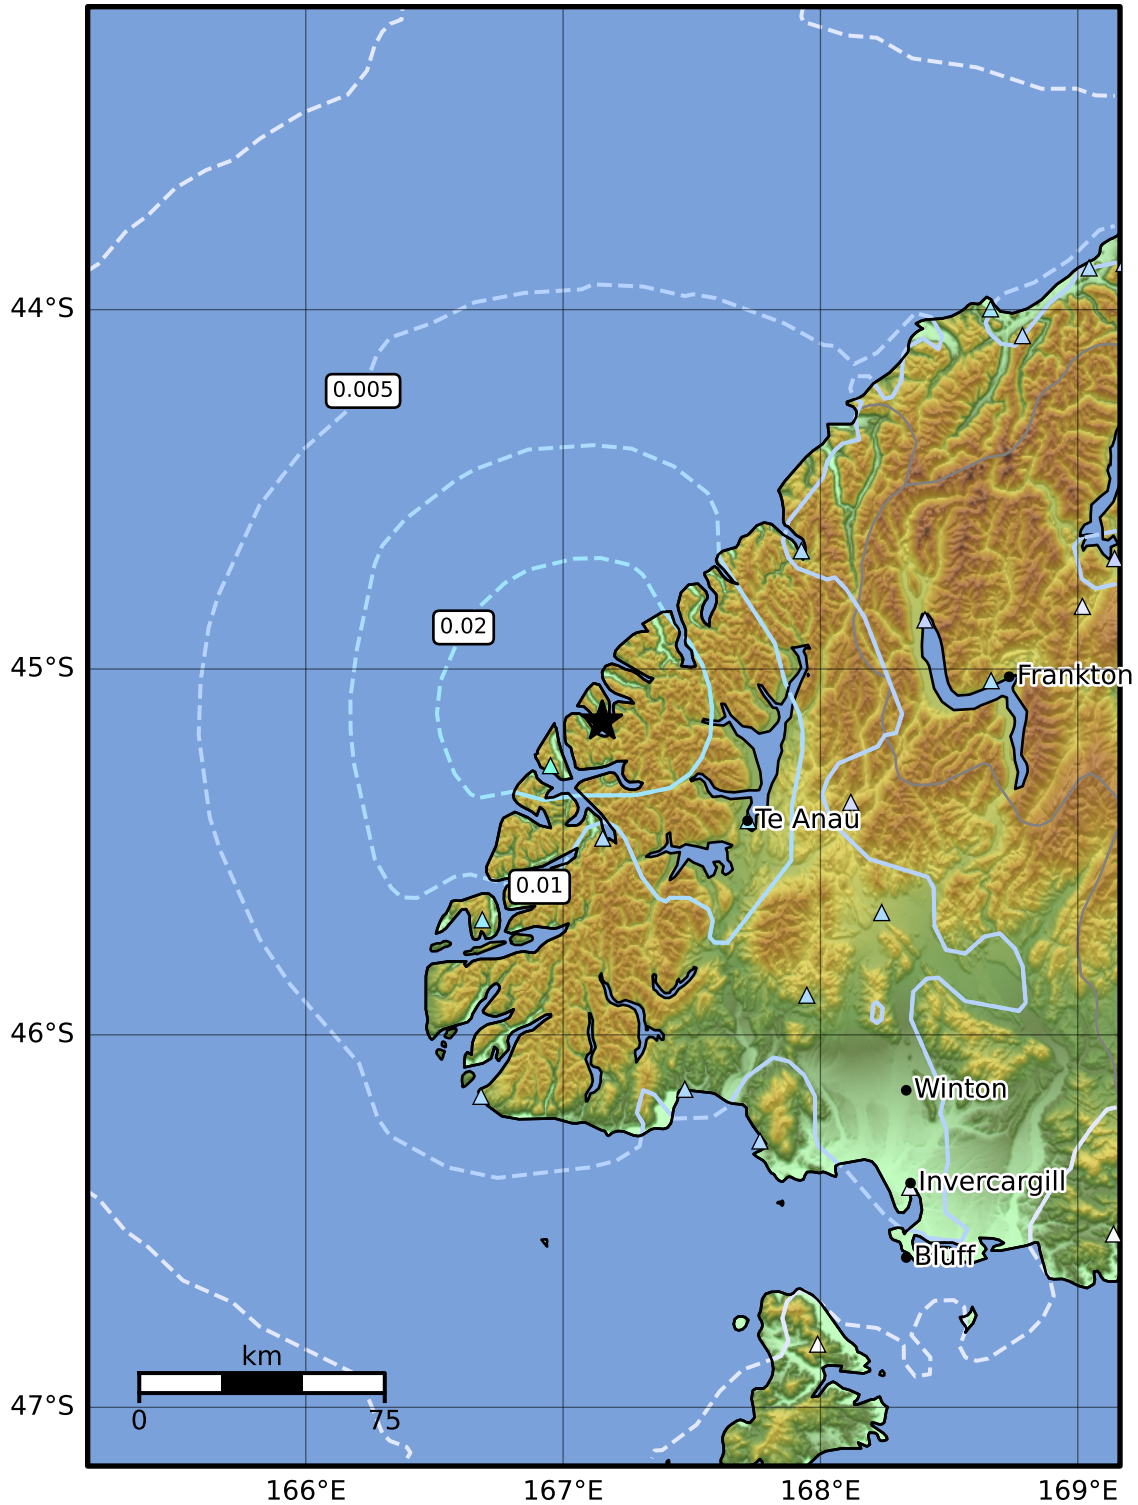 44°S
0.005
0.02
45°S
Frankton
Te Anau
0.01
46°S
Winton
Invercargill
Bluff
km
0 75
47°S
166°E 167°E 168°E 169°E